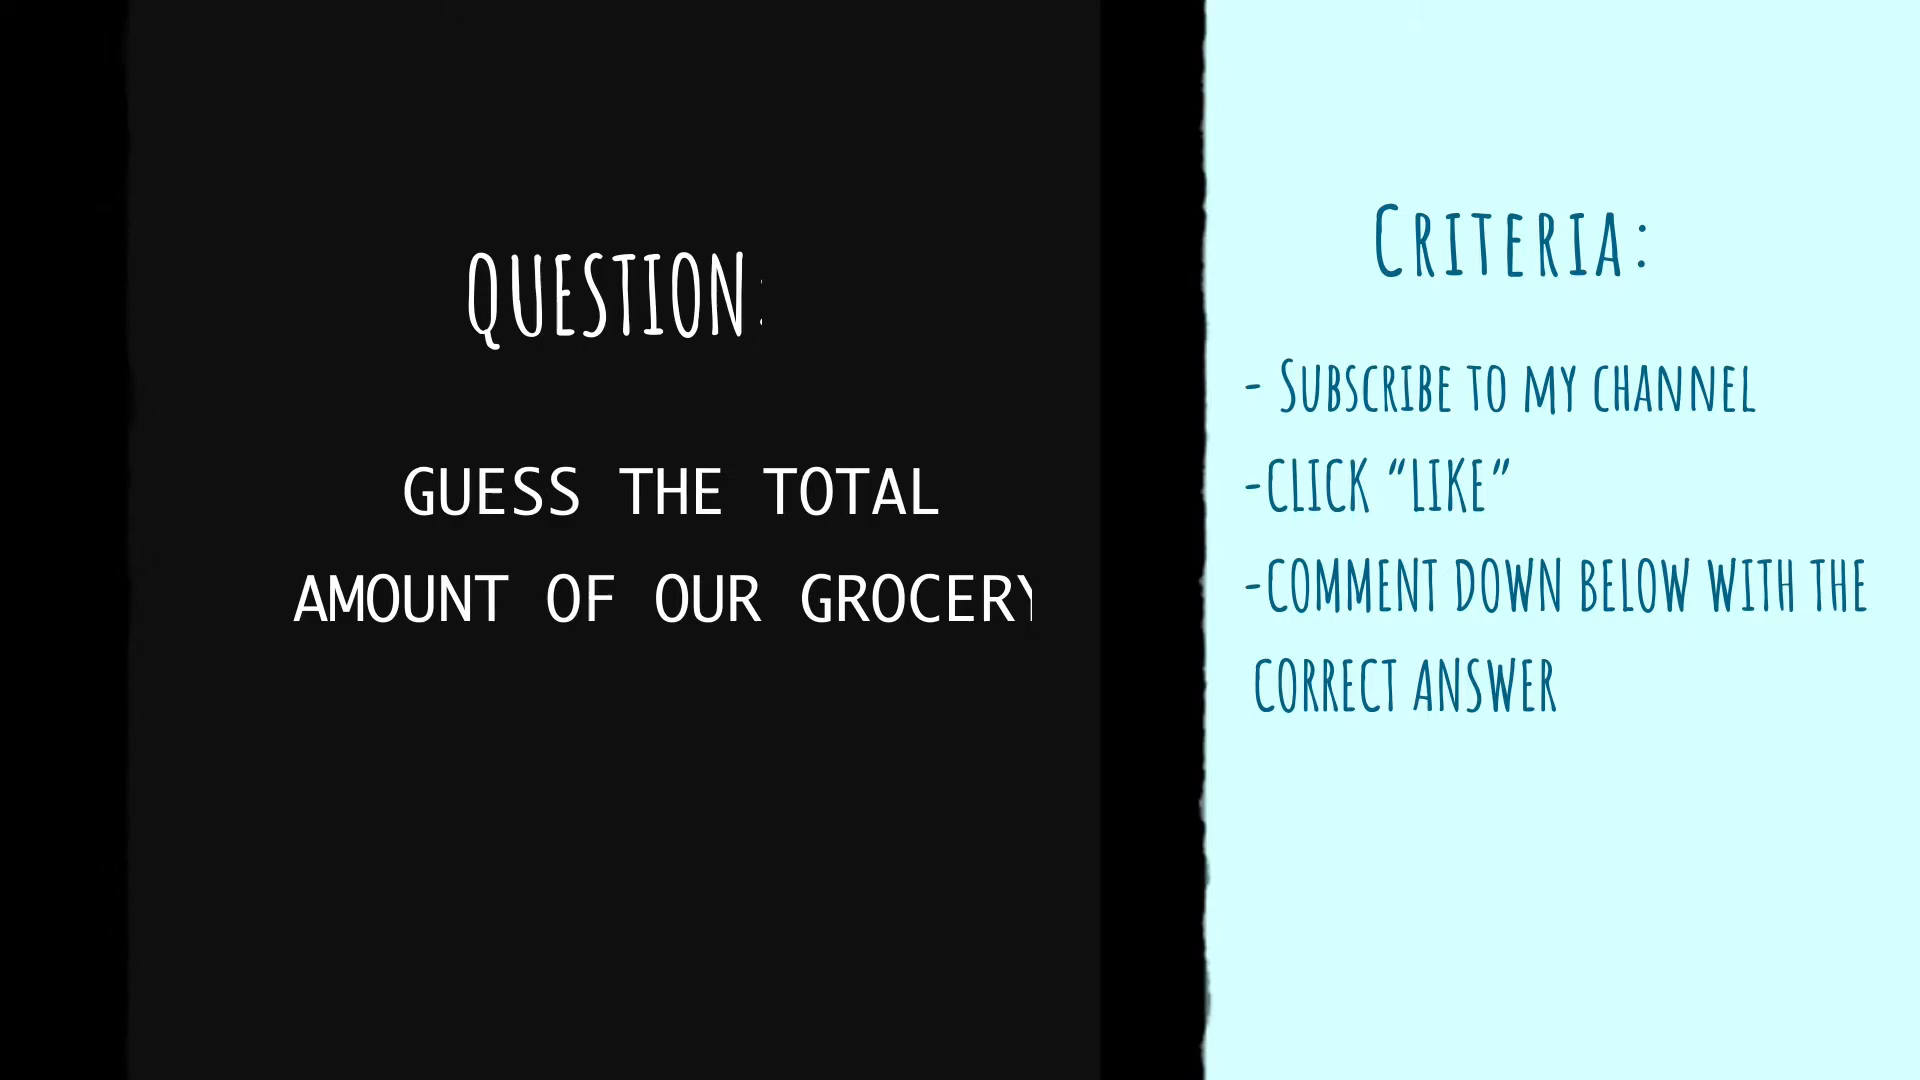 QUESTION:
GUESS THE TOTAL
AMOUNT OF OUR GROCERY
Criteria:
- Subscribe to my channel
-CLICK “LIKE”
-COMMENT DOWN BELOW WITH THE
CORRECT ANSWER